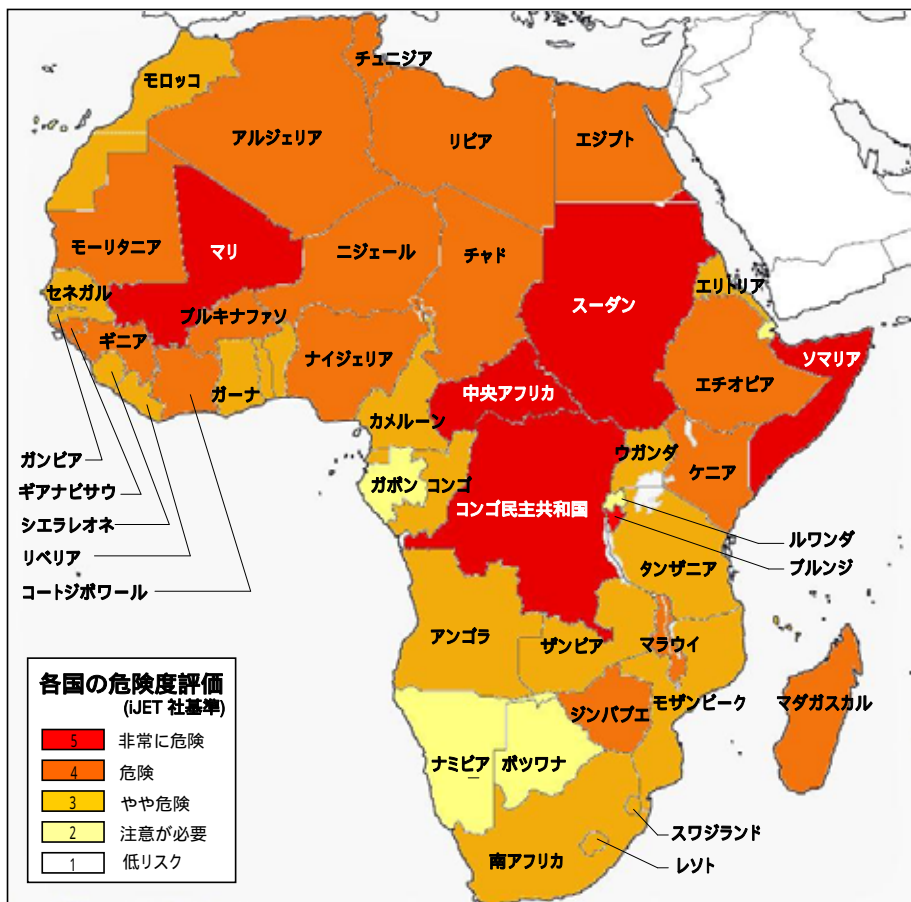 チュニジア
モロッコ
アルジェリア
リビア
エジプト
モーリタニア
マリ
ニジェール
チャド
スーダン
エリトリア
セネガル
ブルキナファソ
ギニア
ナイジェリア
ガーナ
ソマリア
エチオピア
中央アフリカ
カメルーン
ウガンダ
ケニア
ガボン
コンゴ
コンゴ民主共和国
ガンビア
ギアナビサウ
シエラレオネ
リベリア
コートジボワール
ルワンダ
ブルンジ
タンザニア
アンゴラ
ザンビア
マラウイ
モザンビーク
マダガスカル
ジンバブエ
ナミビア
ボツワナ
スワジランド
レソト
南アフリカ
各国の危険度評価
(iJET 社基準)
5 非常に危険
4 危険
3 やや危険
2 注意が必要
1 低リスク